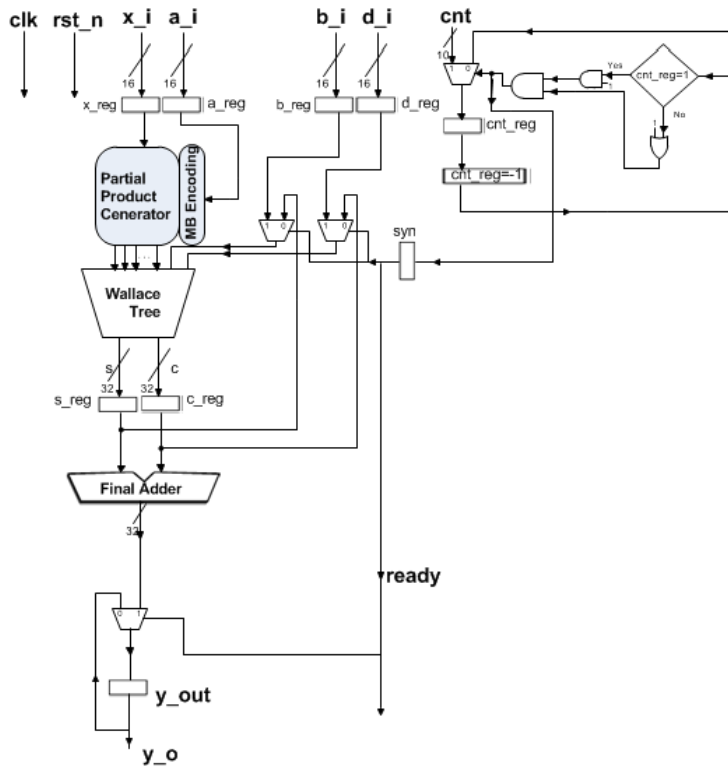 clk rst_n x_i a_i b_i d_i cnt
16 16 16 16 10
1 0
Yes
cnt_reg=1
1
No
1
x_reg a_reg b_reg d_reg
cnt_reg
cnt_reg=-1
Partial
Product
Cenerator
MB Encoding
1 0 1 0
syn
....
Wallace
Tree
s c
32 32
s_reg c_reg
Final Adder
32
ready
0 1
y_out
y_o